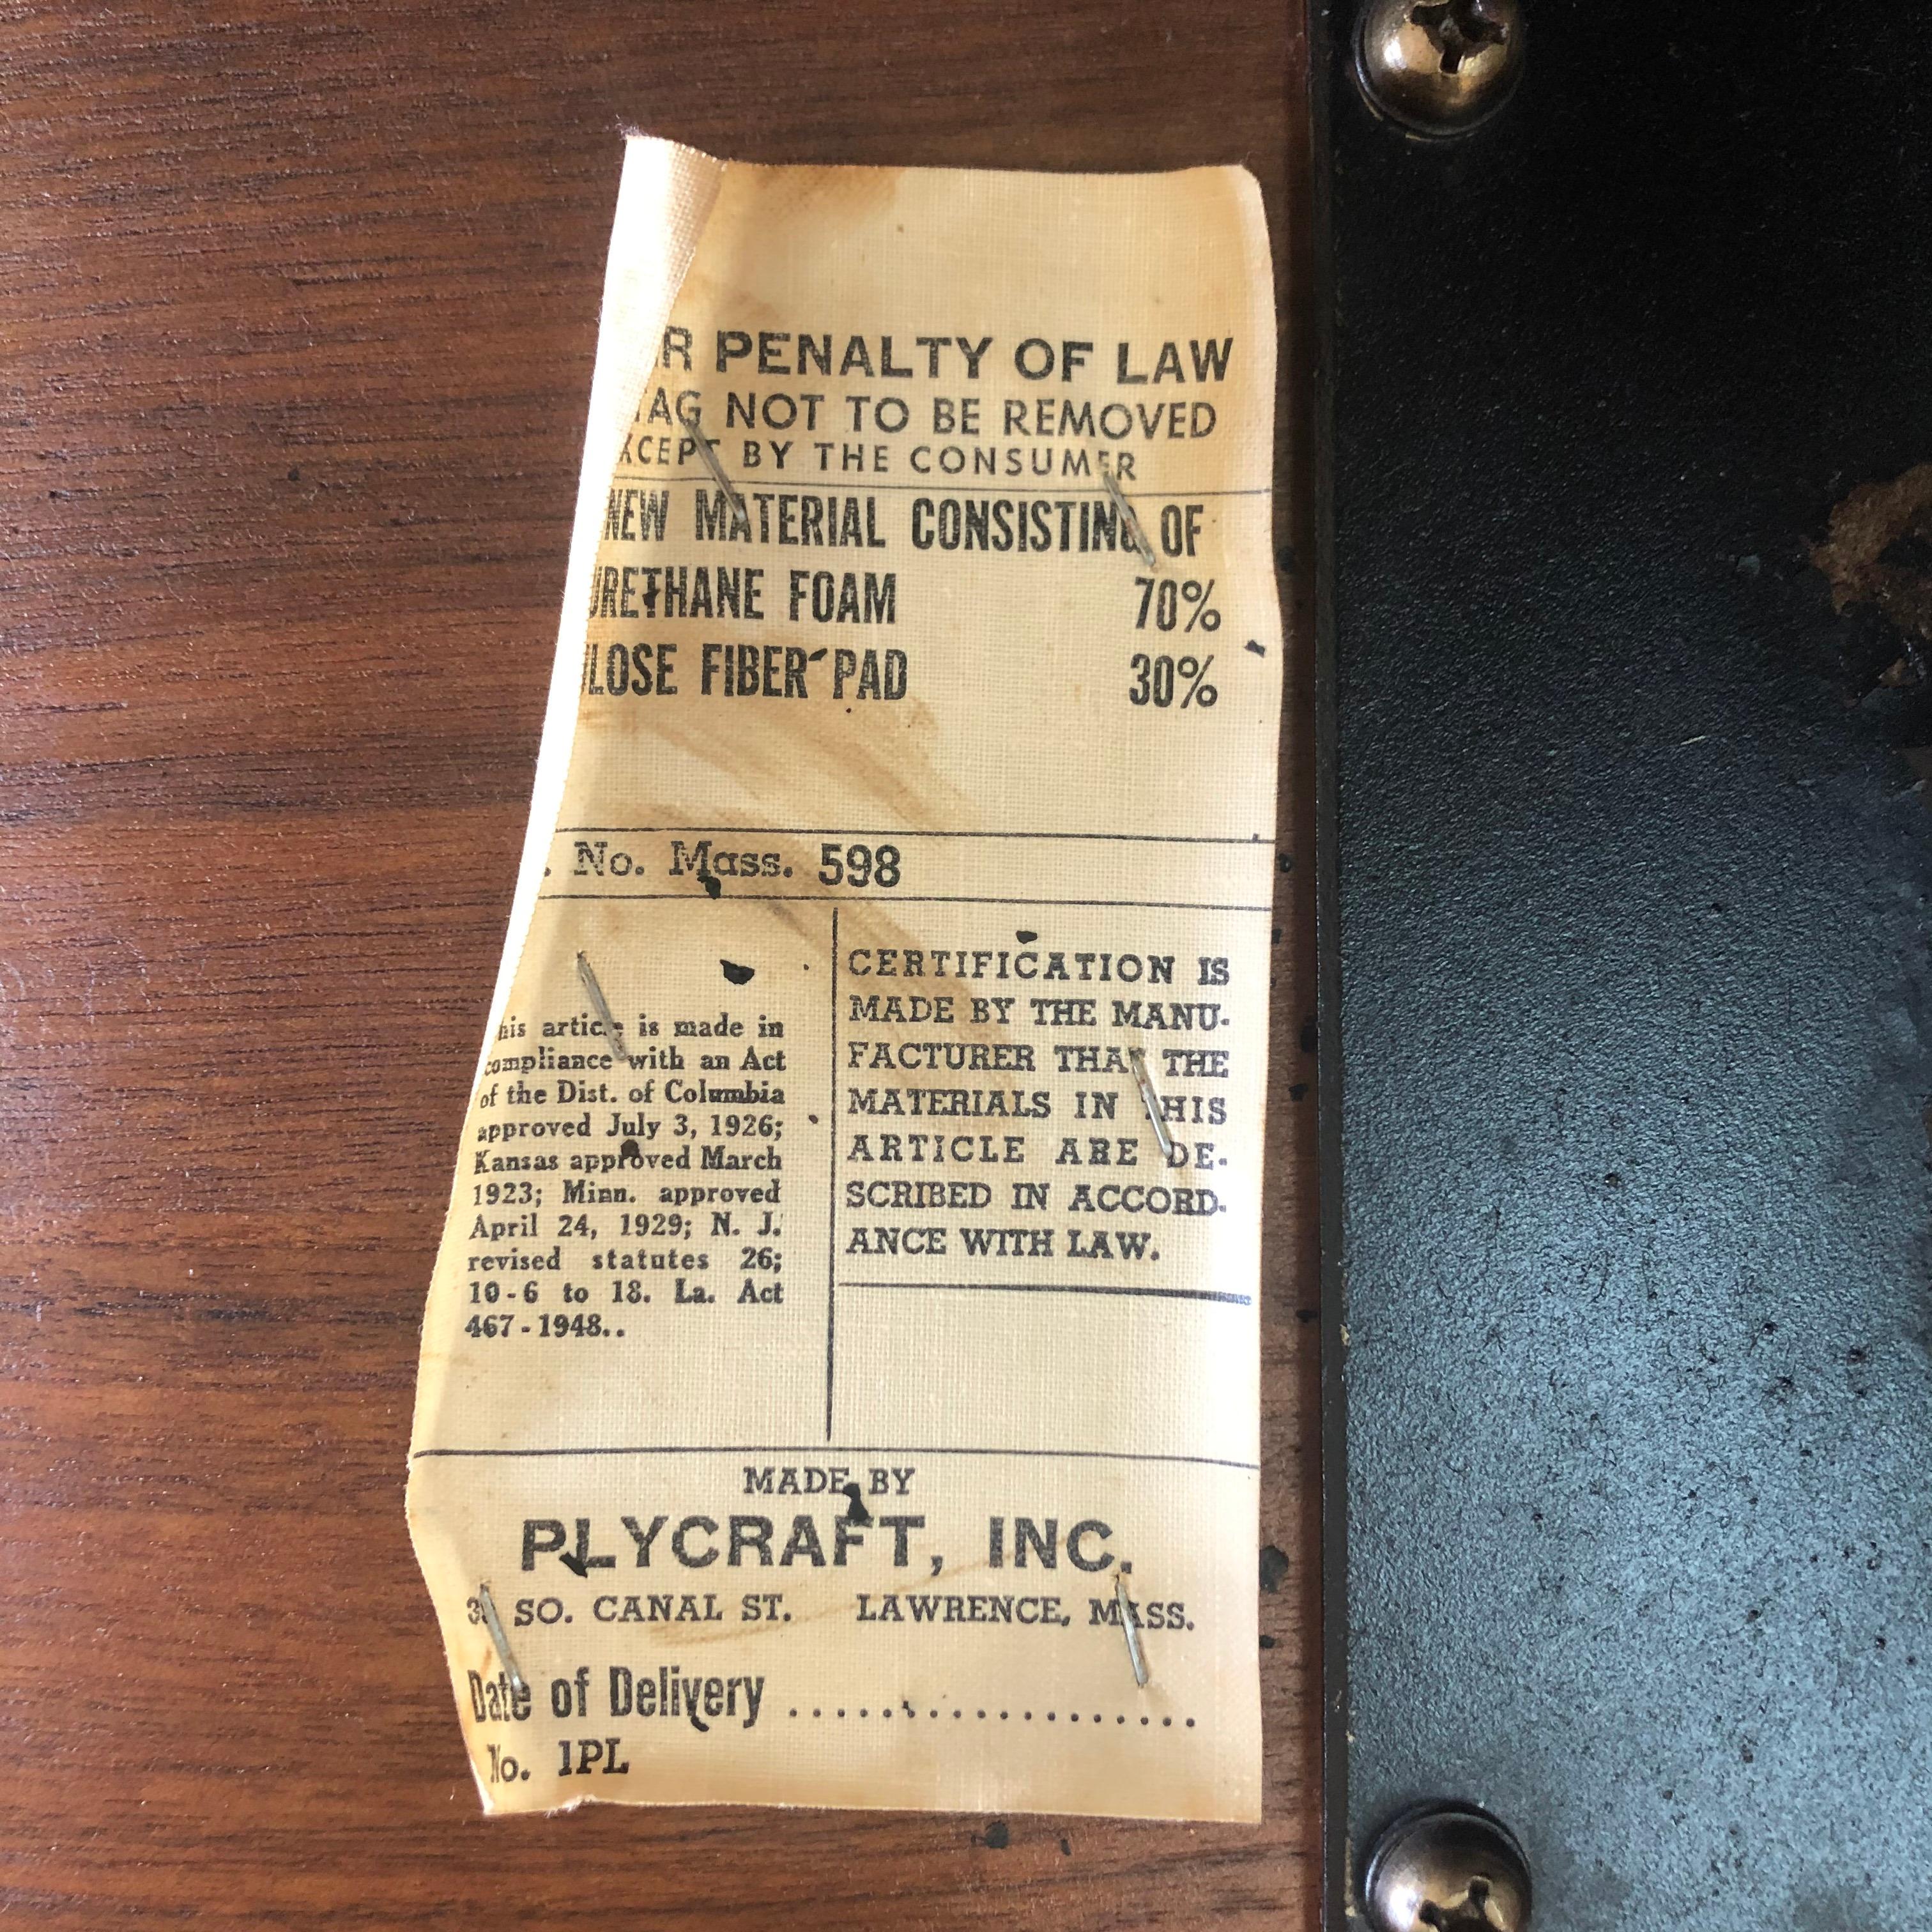 R PENALTY OF LAW
TAG NOT TO BE REMOVED
XCEPT BY THE CONSUMER
NEW MATERIAL CONSISTING OF
URETHANE FOAM 70%
LOSE FIBER PAD 30%
. No. Mass. 598
his article is made in
compliance with an Act
of the Dist. of Columbia
approved July 3, 1926;
Kansas approved March
1923; Minn. approved
April 24, 1929; N. J.
revised statutes 26;
10-6 to 18. La. Act
467-1948..
CERTIFICATION IS
MADE BY THE MANU-
FACTURER THAT THE
MATERIALS IN THIS
ARTICLE ARE DE-
SCRIBED IN ACCORD-
ANCE WITH LAW.
MADE BY
PLYCRAFT, INC.
SO. CANAL ST. LAWRENCE, MASS.
Date of Delivery ....................
No. 1PL